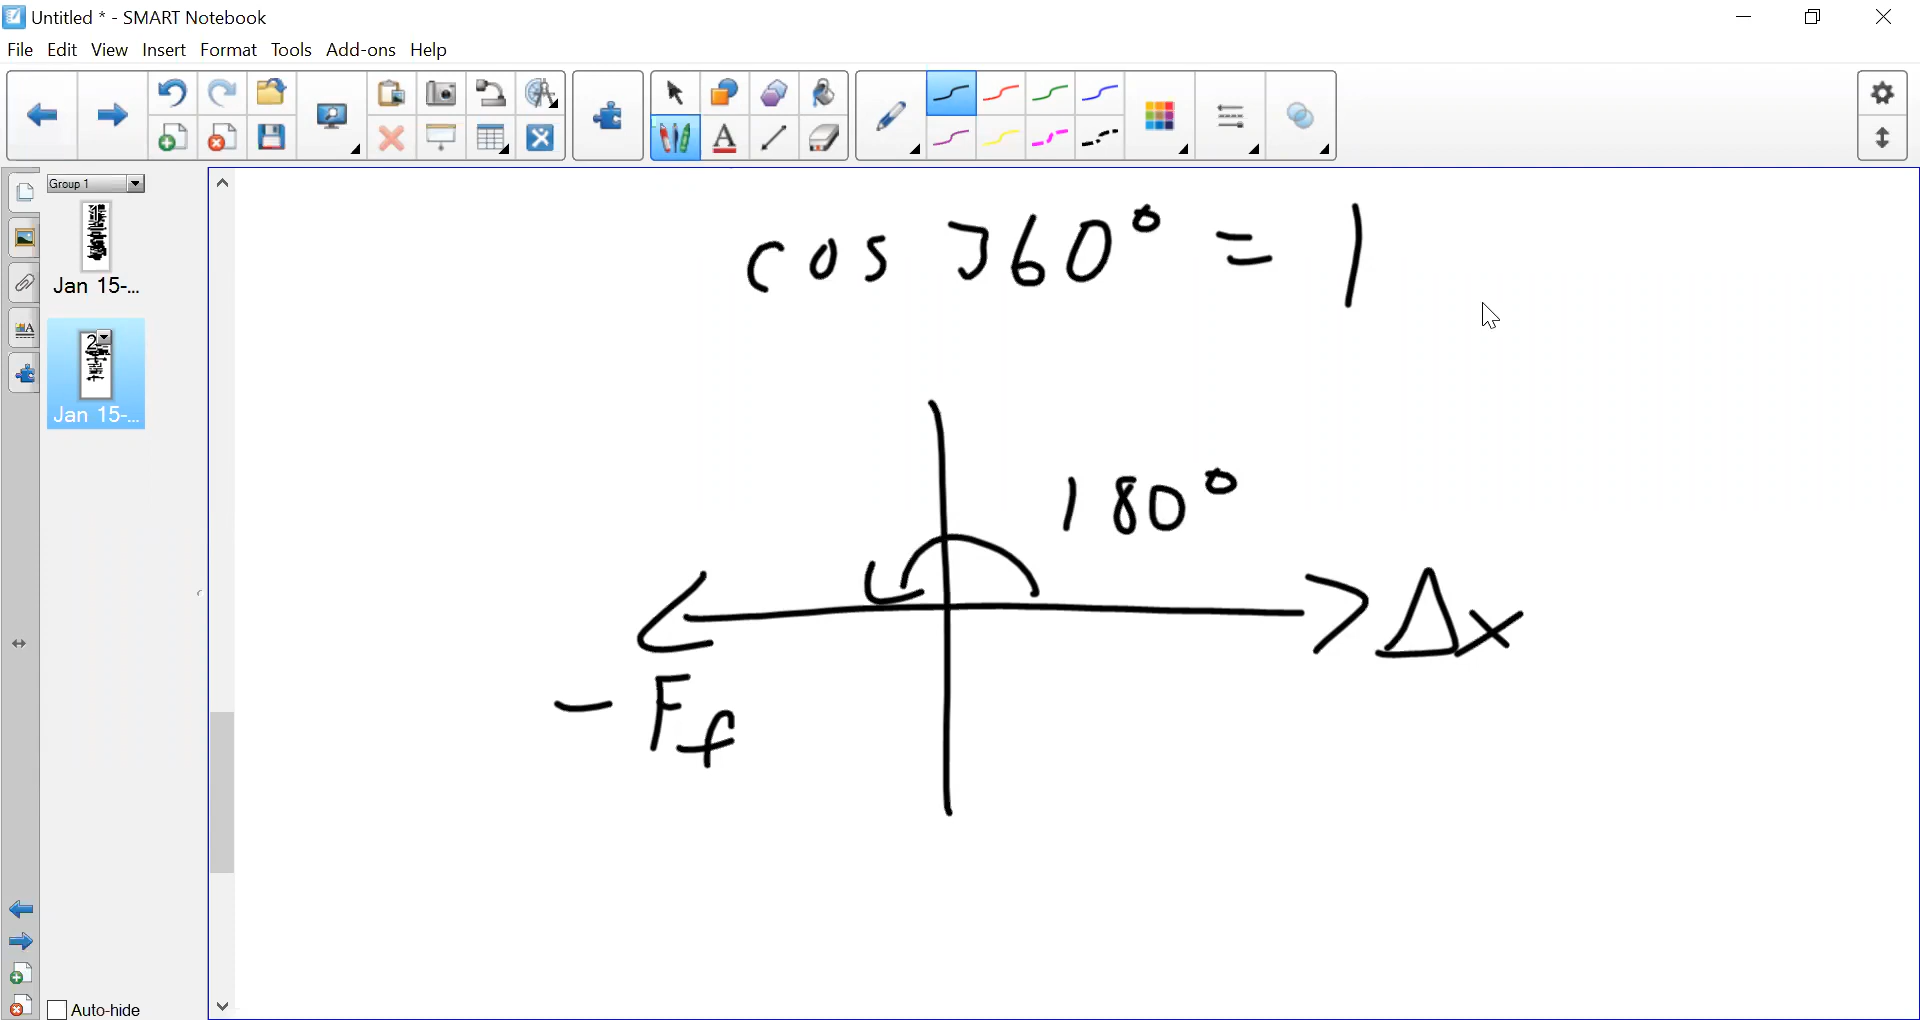 Untitled * - SMART Notebook
File Edit View Insert Format Tools Add-ons Help
Group 1
Jan 15-...
2
Jan 15-...
cos 360° = 1
180°
Δx
- Ff
Auto-hide